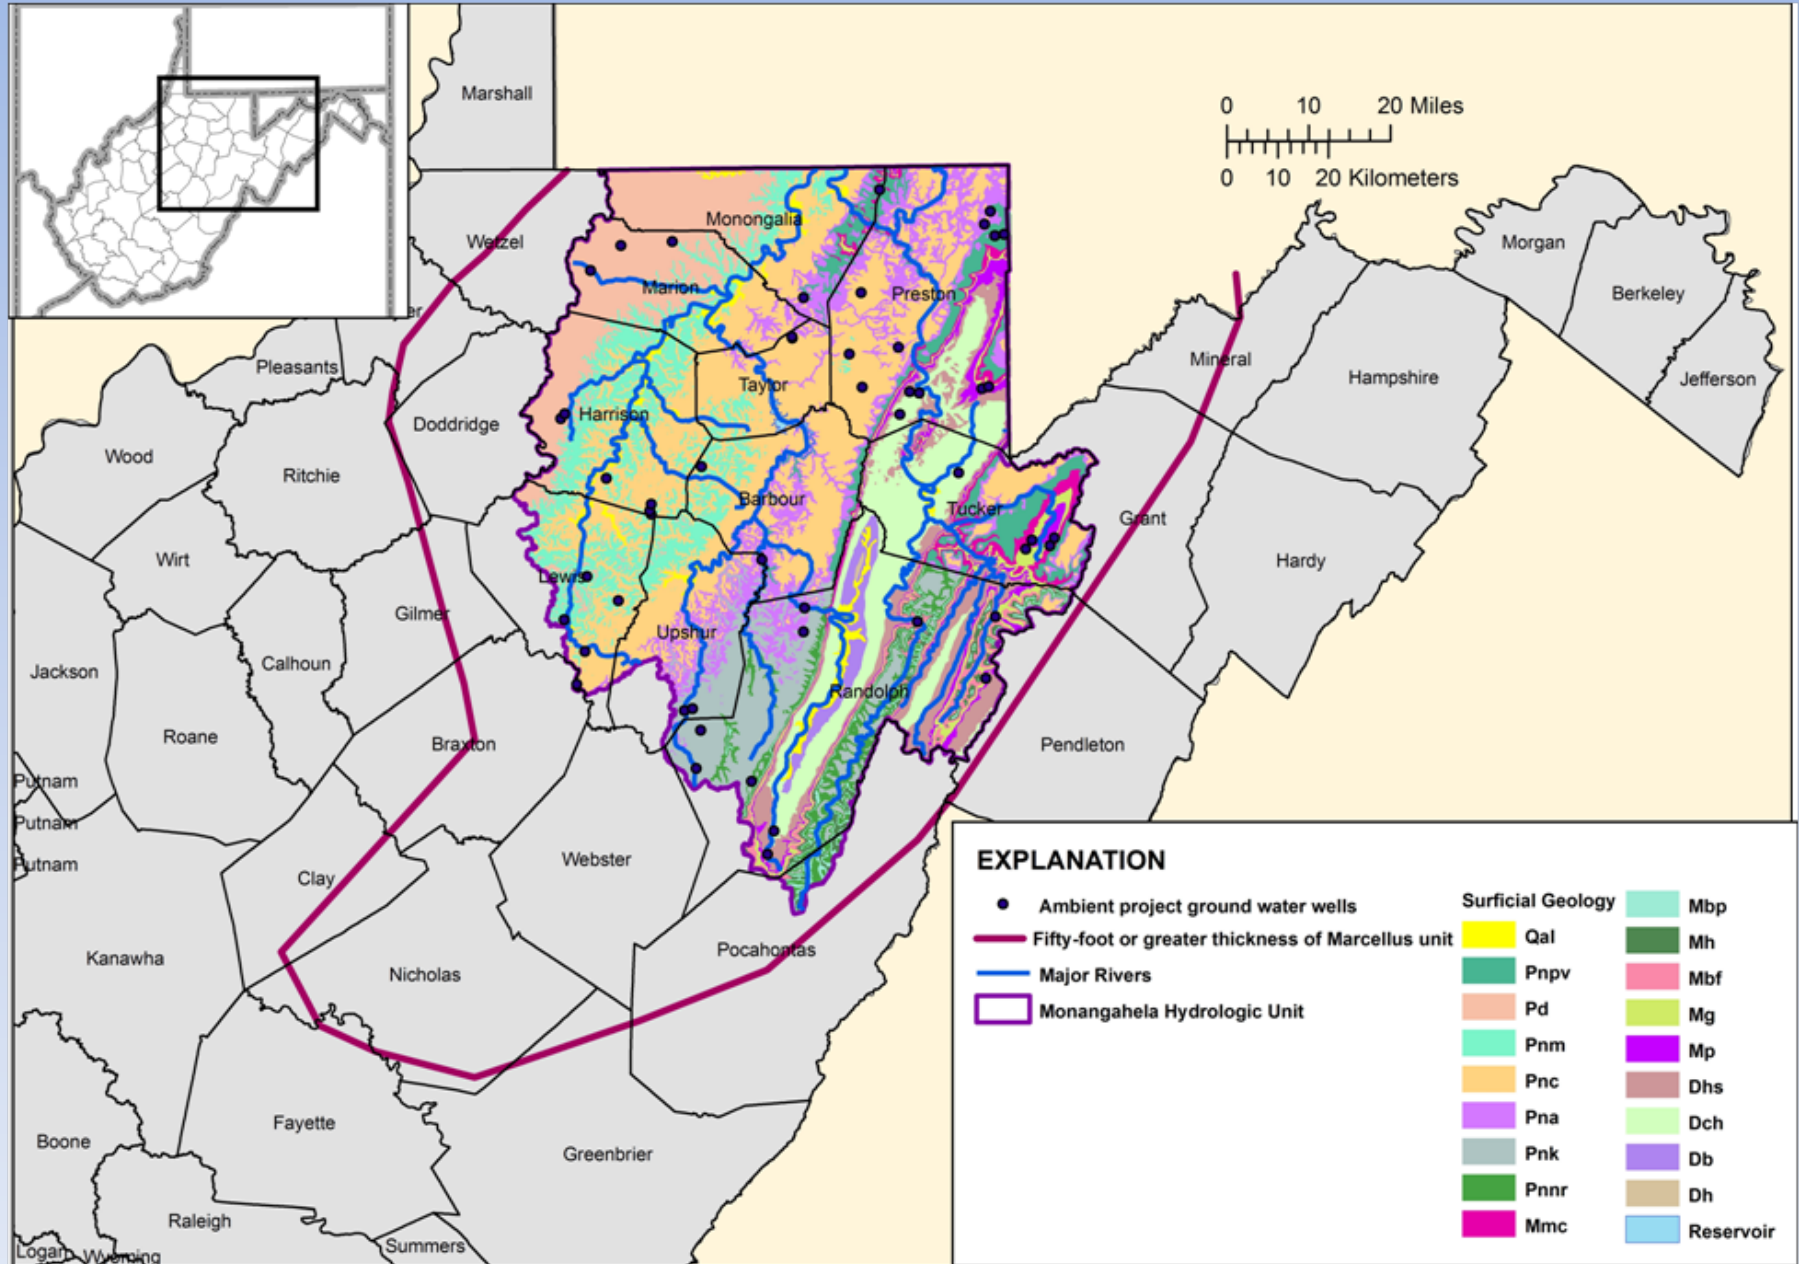 Marshall
0 10 20 Miles
0 10 20 Kilometers
Monongalia
Wetzel
Morgan
Marion
Preston
Berkeley
er
Pleasants
Mineral
Hampshire
Jefferson
Taylor
Harrison
Doddridge
Wood
Ritchie
Barbour
Tucker
Grant
Wirt
Hardy
Lewis
Gilmer
Upshur
Calhoun
Jackson
Randolph
Roane
Braxton
Pendleton
Putnam
Putnam
Putnam
Webster
Clay
Kanawha
Nicholas
Pocahontas
Fayette
Boone
Greenbrier
Raleigh
Summers
Logan
Wyoming
EXPLANATION
Ambient project ground water wells
Fifty-foot or greater thickness of Marcellus unit
Major Rivers
Monangahela Hydrologic Unit
Surficial Geology
Qal
Pnpv
Pd
Pnm
Pnc
Pna
Pnk
Pnnr
Mmc
Mbp
Mh
Mbf
Mg
Mp
Dhs
Dch
Db
Dh
Reservoir